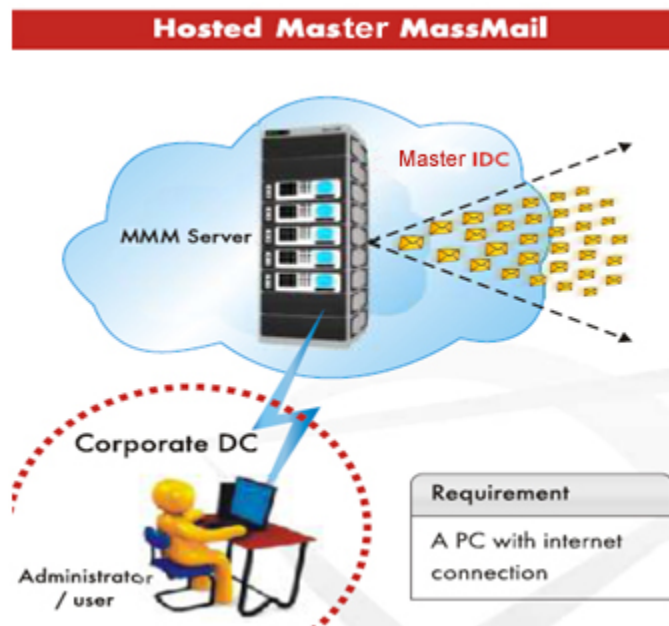 Hosted Master MassMail
Master IDC
MMM Server
Corporate DC
Administrator
/ user
Requirement
A PC with internet
connection